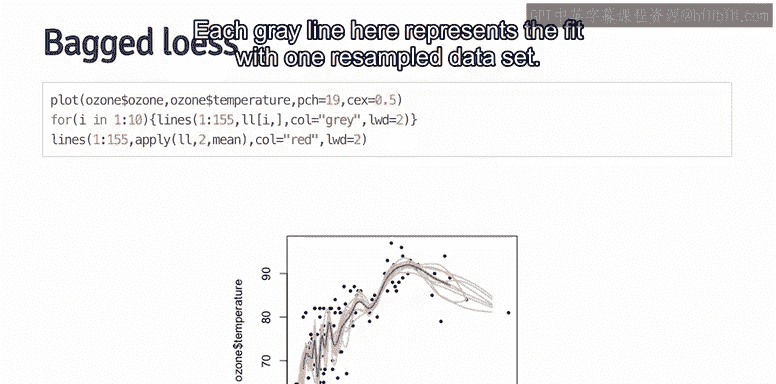 Bagged loess
Each gray line here represents the fit
with one resampled data set.
plot(ozone$ozone,ozone$temperature,pch=19,cex=0.5)
for(i in 1:10){lines(1:155,ll[i,],col="grey",lwd=2)}
lines(1:155,apply(ll,2,mean),col="red",lwd=2)
ozone$temperature
90
80
70